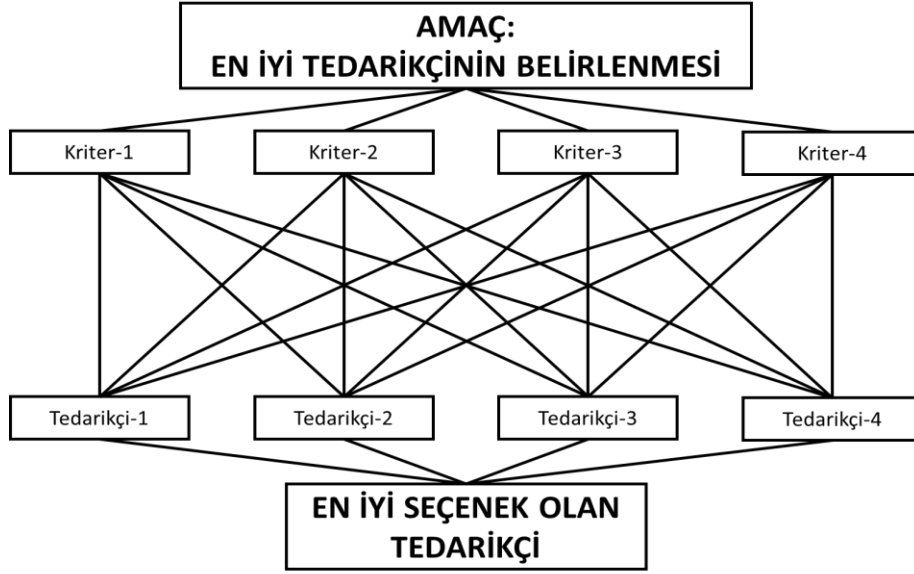 AMAÇ:
EN İYİ TEDARİKÇİNİN BELİRLENMESİ
Kriter-1
Kriter-2
Kriter-3
Kriter-4
Tedarikçi-1
Tedarikçi-2
Tedarikçi-3
Tedarikçi-4
EN İYİ SEÇENEK OLAN
TEDARİKÇİ